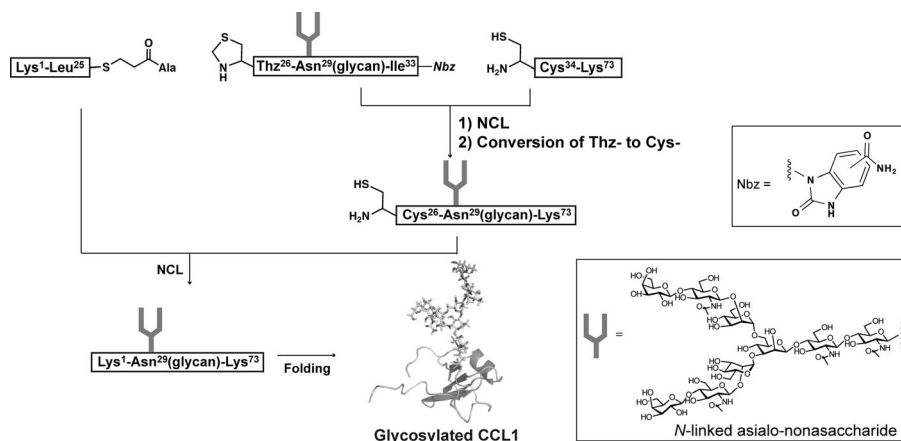 O
S
Ala
Lys¹-Leu²⁵
S
N
H
Thz²⁶-Asn²⁹(glycan)-Ile³³
Nbz
HS
H₂N
Cys³⁴-Lys⁷³
1) NCL
2) Conversion of Thz- to Cys-
HS
H₂N
Cys²⁶-Asn²⁹(glycan)-Lys⁷³
Nbz =
N
O
N
H
O
NH₂
NCL
Lys¹-Asn²⁹(glycan)-Lys⁷³
Folding
Glycosylated CCL1
=
N-linked asialo-nonasaccharide